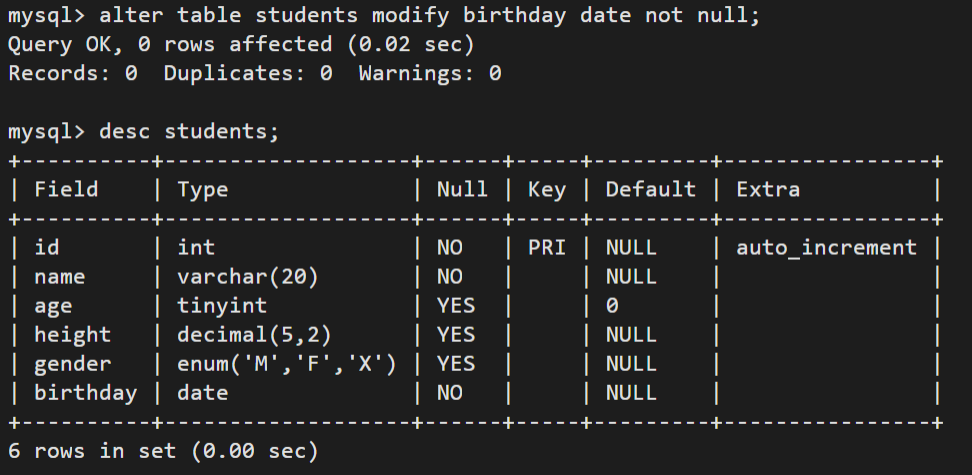 mysql> alter table students modify birthday date not null;
Query OK, 0 rows affected (0.02 sec)
Records: 0  Duplicates: 0  Warnings: 0
mysql> desc students;
+----------+-------------------+------+-----+---------+----------------+
| Field    | Type              | Null | Key | Default | Extra          |
+----------+-------------------+------+-----+---------+----------------+
| id       | int               | NO   | PRI | NULL    | auto_increment |
| name     | varchar(20)       | NO   |     | NULL    |                |
| age      | tinyint           | YES  |     | 0       |                |
| height   | decimal(5,2)      | YES  |     | NULL    |                |
| gender   | enum('M','F','X') | YES  |     | NULL    |                |
| birthday | date              | NO   |     | NULL    |                |
+----------+-------------------+------+-----+---------+----------------+
6 rows in set (0.00 sec)